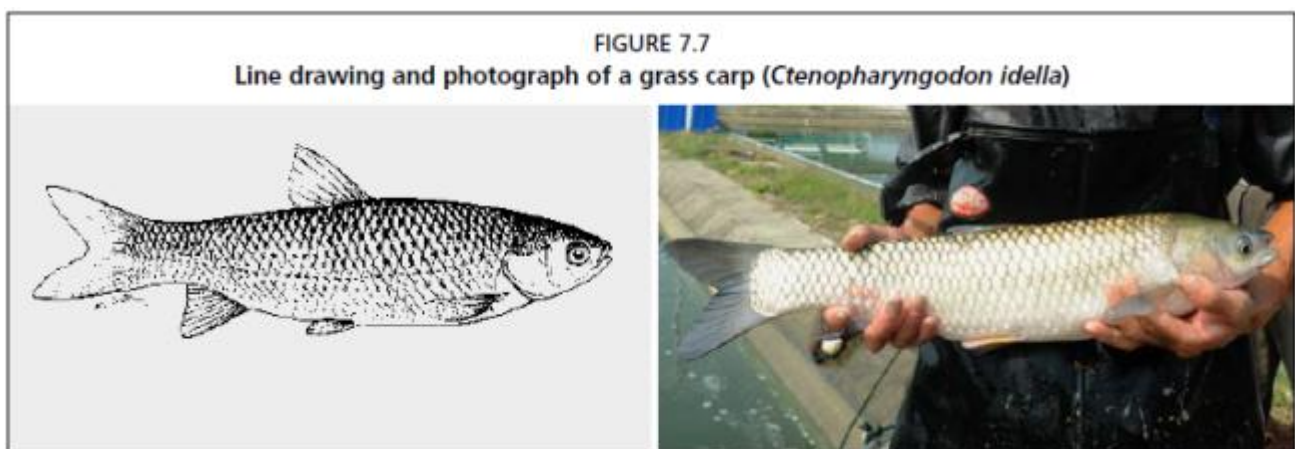 FIGURE 7.7
Line drawing and photograph of a grass carp (Ctenopharyngodon idella)